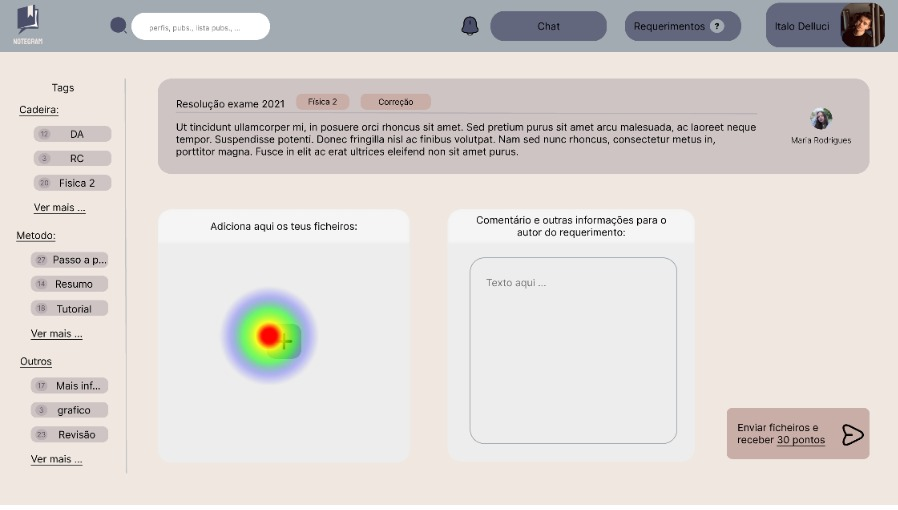 NOTEGRAM
perfis, pubs., lista pubs., ...
Chat
Requerimentos ?
Italo Delluci
Tags
Cadeira:
12 DA
3 RC
20 Física 2
Ver mais ...
Metodo:
27 Passo a p...
14 Resumo
18 Tutorial
Ver mais ...
Outros
17 Mais inf...
3 grafico
23 Revisão
Ver mais ...
Resolução exame 2021 Física 2 Correção
Ut tincidunt ullamcorper mi, in posuere orci rhoncus sit amet. Sed pretium purus sit amet arcu malesuada, ac laoreet neque
tempor. Suspendisse potenti. Donec fringilla nisl ac finibus volutpat. Nam sed nunc rhoncus, consectetur metus in,
porttitor magna. Fusce in elit ac erat ultrices eleifend non sit amet purus.
Maria Rodrigues
Adiciona aqui os teus ficheiros:
Comentário e outras informações para o
autor do requerimento:
Texto aqui ...
Enviar ficheiros e
receber 30 pontos